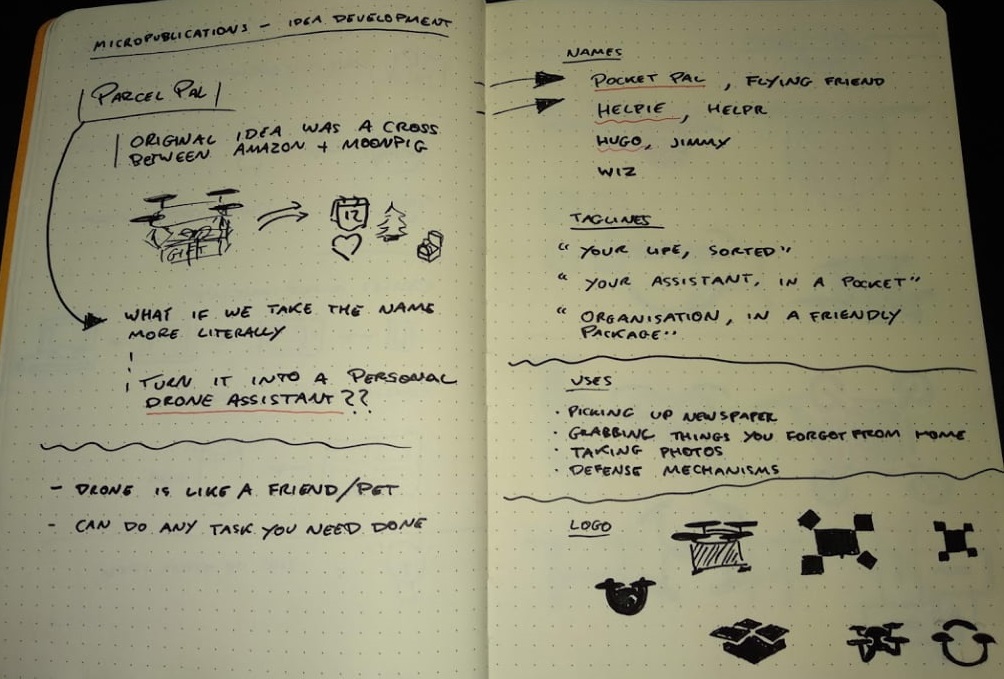 MICROPUBLICATIONS - IDEA DEVELOPMENT
PARCEL PAL
ORIGINAL IDEA WAS A CROSS
BETWEEN AMAZON + MOONPIG
GIFT
12
WHAT IF WE TAKE THE NAME
MORE LITERALLY
TURN IT INTO A PERSONAL
DRONE ASSISTANT??
- DRONE IS LIKE A FRIEND/PET
- CAN DO ANY TASK YOU NEED DONE
NAMES
POCKET PAL, FLYING FRIEND
HELPIE, HELPR
HUGO, JIMMY
WIZ
TAGLINES
"YOUR LIFE, SORTED"
"YOUR ASSISTANT, IN A POCKET"
"ORGANISATION, IN A FRIENDLY
PACKAGE"
USES
· PICKING UP NEWSPAPER
· GRABBING THINGS YOU FORGOT FROM HOME
· TAKING PHOTOS
· DEFENSE MECHANISMS
LOGO